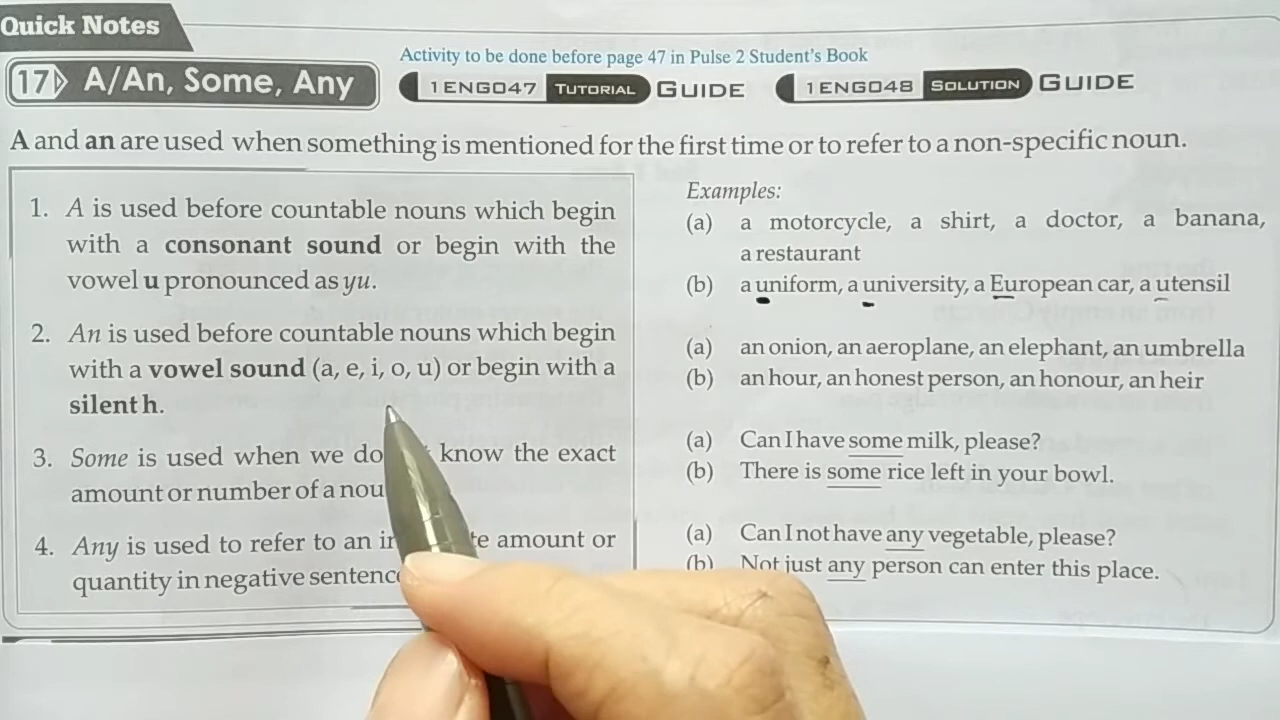 Quick Notes
Activity to be done before page 47 in Pulse 2 Student's Book
17 A/An, Some, Any
1ENG047 TUTORIAL GUIDE 1ENG048 SOLUTION GUIDE
A and an are used when something is mentioned for the first time or to refer to a non-specific noun.
1. A is used before countable nouns which begin
with a consonant sound or begin with the
vowel u pronounced as yu.
2. An is used before countable nouns which begin
with a vowel sound (a, e, i, o, u) or begin with a
silent h.
3. Some is used when we do know the exact
amount or number of a
4. Any is used to refer to an amount or
quantity in negative
Examples:
(a) a motorcycle, a shirt, a doctor, a banana,
a restaurant
(b) a uniform, a university, a European car, a utensil
(a) an onion, an aeroplane, an elephant, an umbrella
(b) an hour, an honest person, an honour, an heir
(a) Can I have some milk, please?
(b) There is some rice left in your bowl.
(a) Can I not have any vegetable, please?
(b) Not just any person can enter this place.